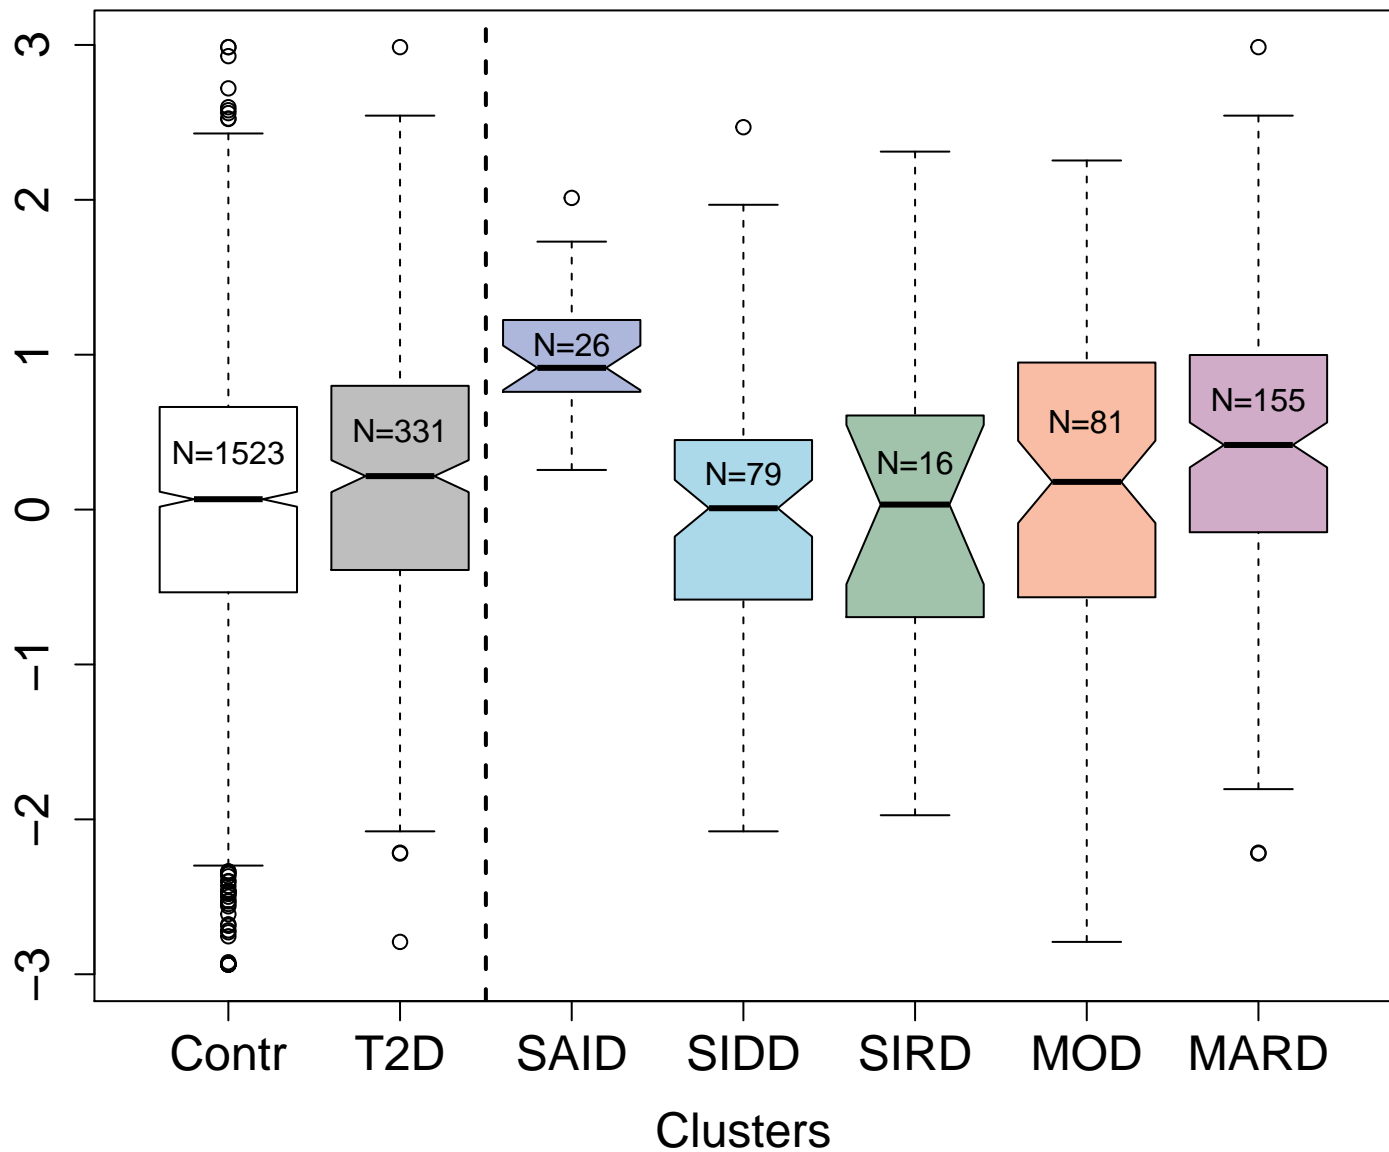 3
2
1
0
−1
−2
−3
N=1523
N=331
N=26
N=79
N=16
N=81
N=155
Contr T2D SAID SIDD SIRD MOD MARD
Clusters